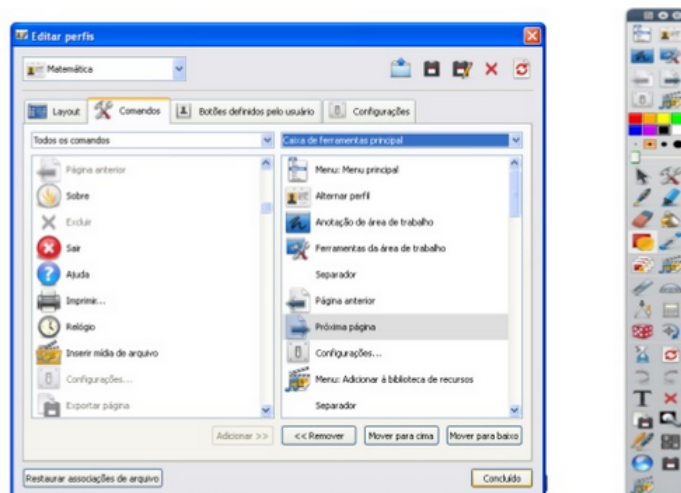 Editar perfis
Matemática
Layout Comandos Botões definidos pelo usuário Configurações
Todos os comandos Caixa de ferramentas principal
Página anterior
Sobre
Excluir
Sair
Ajuda
Imprimir...
Relógio
Inserir mídia de arquivo
Configurações...
Exportar página
Menu: Menu principal
Alternar perfil
Anotação de área de trabalho
Ferramentas da área de trabalho
Separador
Página anterior
Próxima página
Configurações...
Menu: Adicionar à biblioteca de recursos
Separador
Adicionar >> << Remover Mover para cima Mover para baixo
Restaurar associações de arquivo Concluído
T